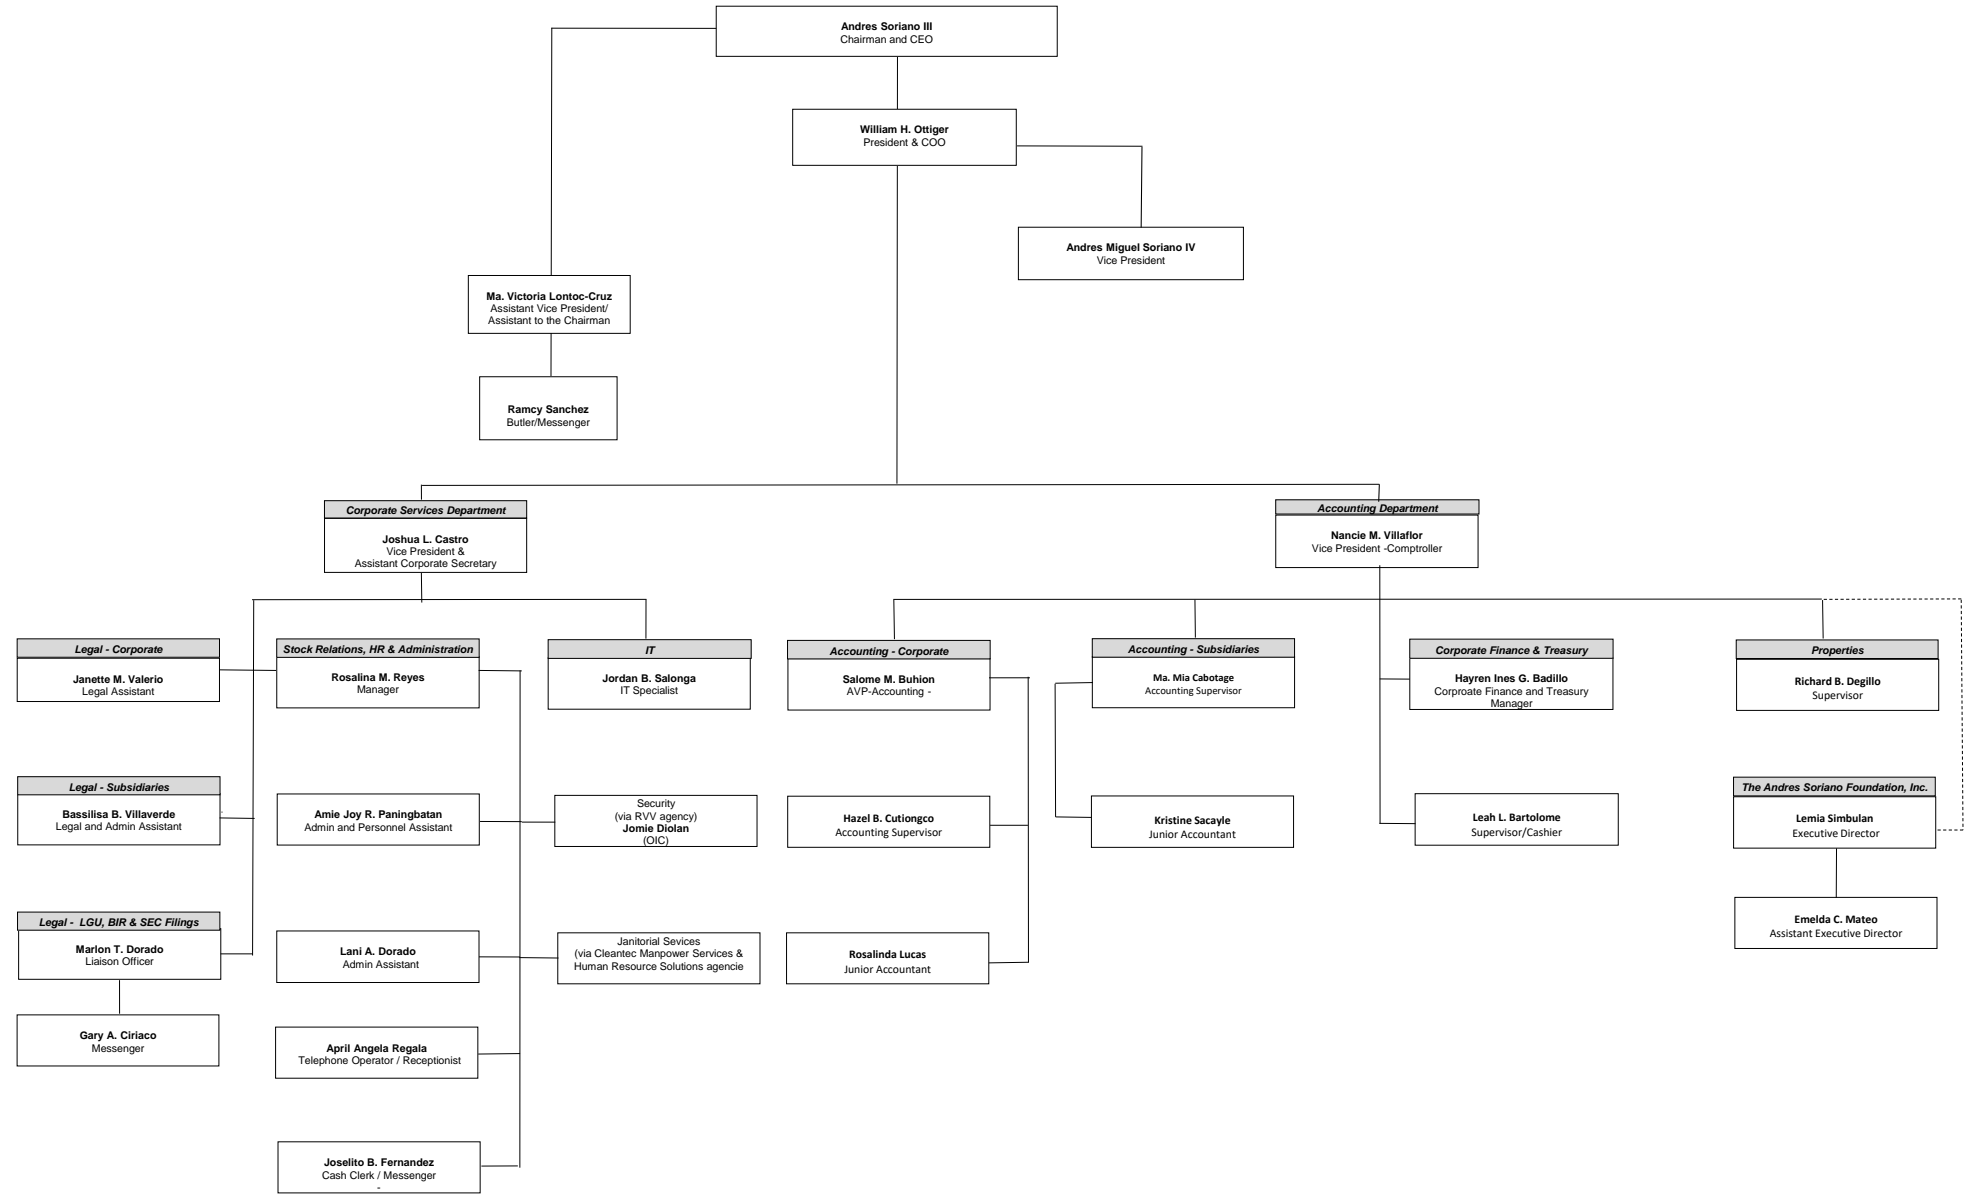 Andres Soriano III
Chairman and CEO
William H. Ottiger
President & COO
Andres Miguel Soriano IV
Vice President
Ma. Victoria Lontoc-Cruz
Assistant Vice President/
Assistant to the Chairman
Ramcy Sanchez
Butler/Messenger
Corporate Services Department
Joshua L. Castro
Vice President &
Assistant Corporate Secretary
Accounting Department
Nancie M. Villaflor
Vice President -Comptroller
Legal - Corporate
Janette M. Valerio
Legal Assistant
Stock Relations, HR & Administration
Rosalina M. Reyes
Manager
IT
Jordan B. Salonga
IT Specialist
Accounting - Corporate
Salome M. Buhion
AVP-Accounting -
Accounting - Subsidiaries
Ma. Mia Cabotage
Accounting Supervisor
Corporate Finance & Treasury
Hayren Ines G. Badillo
Corproate Finance and Treasury
Manager
Properties
Richard B. Degillo
Supervisor
Legal - Subsidiaries
Bassilisa B. Villaverde
Legal and Admin Assistant
Amie Joy R. Paningbatan
Admin and Personnel Assistant
Security
(via RVV agency)
Jomie Diolan
(OIC)
Hazel B. Cutiongco
Accounting Supervisor
Kristine Sacayle
Junior Accountant
Leah L. Bartolome
Supervisor/Cashier
The Andres Soriano Foundation, Inc.
Lemia Simbulan
Executive Director
Legal - LGU, BIR & SEC Filings
Marlon T. Dorado
Liaison Officer
Lani A. Dorado
Admin Assistant
Janitorial Sevices
(via Cleantec Manpower Services &
Human Resource Solutions agencie
Rosalinda Lucas
Junior Accountant
Emelda C. Mateo
Assistant Executive Director
Gary A. Ciriaco
Messenger
April Angela Regala
Telephone Operator / Receptionist
Joselito B. Fernandez
Cash Clerk / Messenger
-